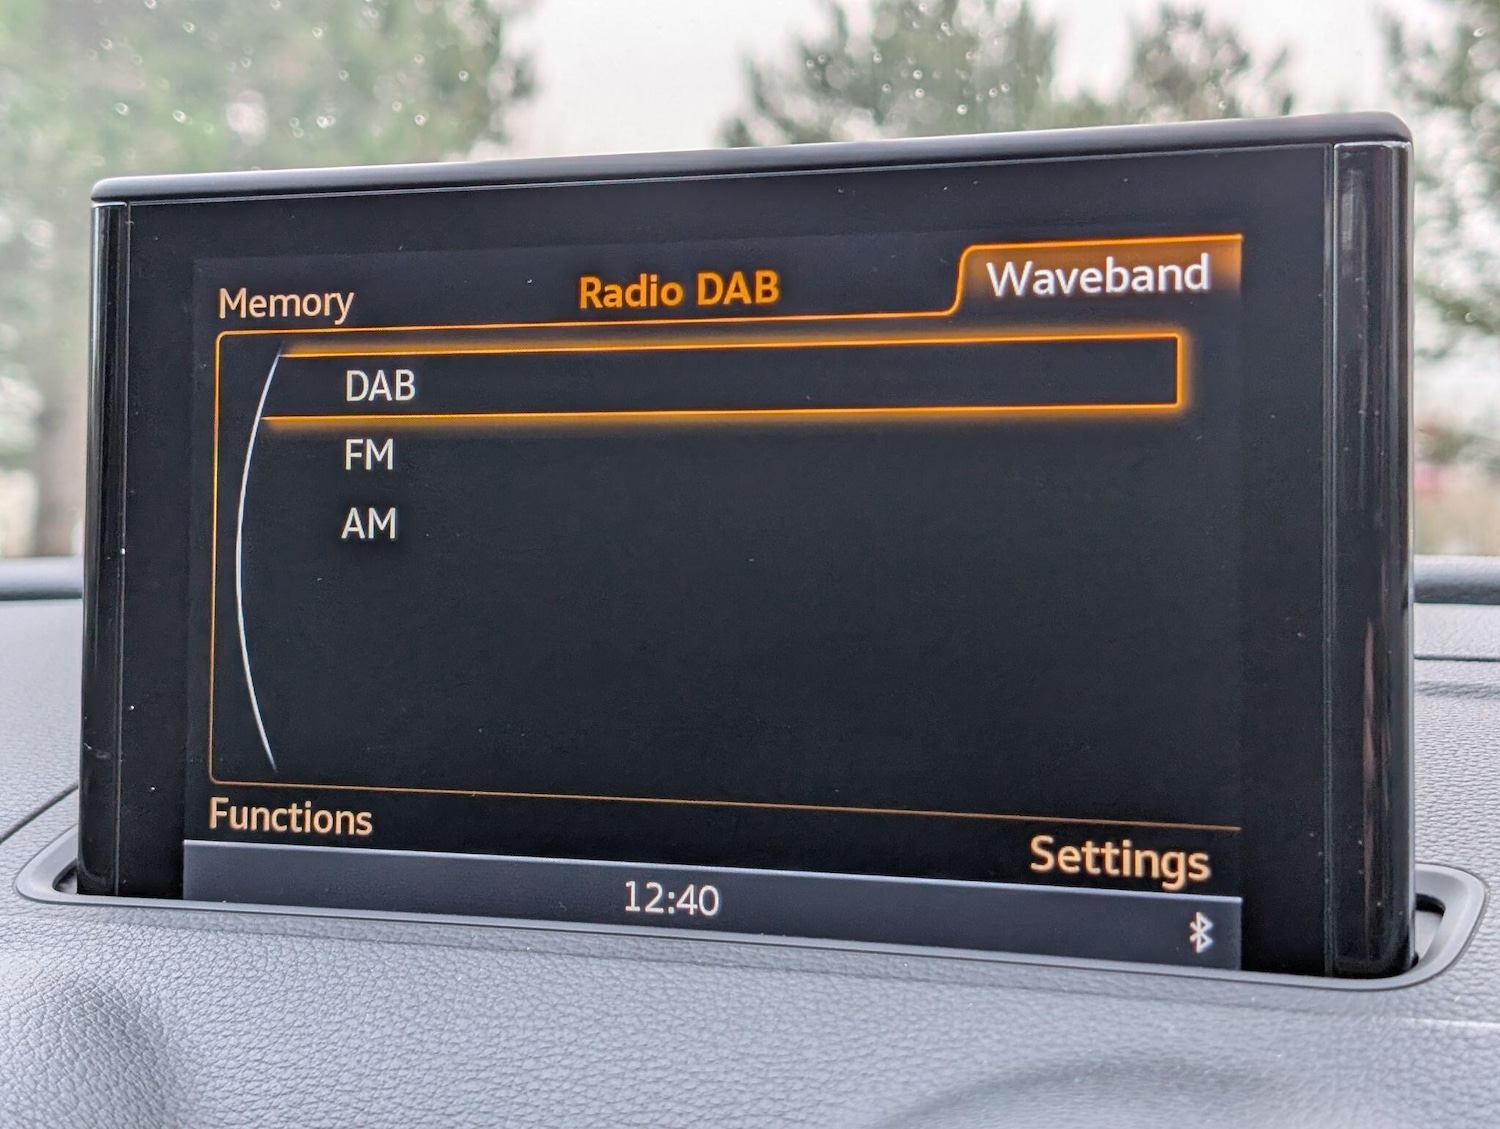 Memory
Radio DAB
Waveband
DAB
FM
AM
Functions
Settings
12:40